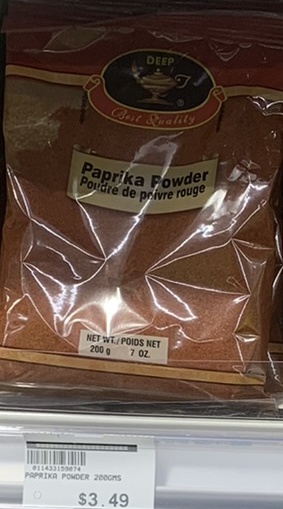 DEEP
®
Best Quality
Paprika Powder
Poudre de poivre rouge
NET WT./POIDS NET
200 g 7 OZ.
011433159874
PAPRIKA POWDER 200GMS
$3.49